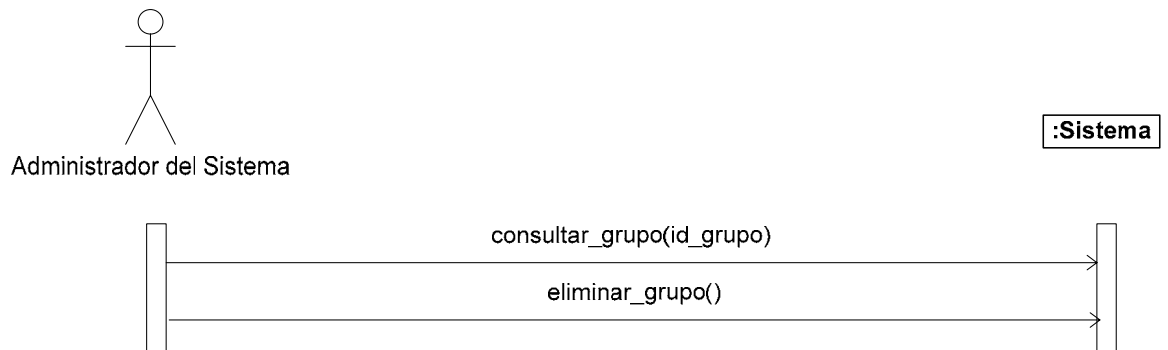 Administrador del Sistema
:Sistema
consultar_grupo(id_grupo)
eliminar_grupo()